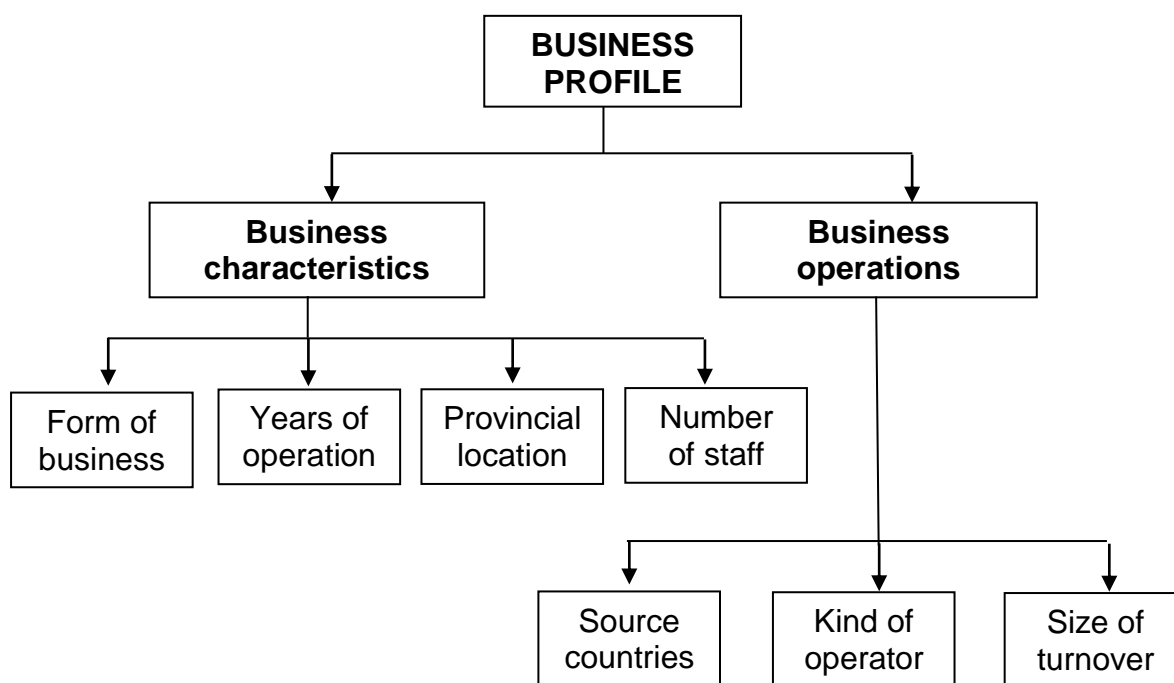 BUSINESS
PROFILE
Business
characteristics
Business
operations
Form of
business
Years of
operation
Provincial
location
Number
of staff
Source
countries
Kind of
operator
Size of
turnover